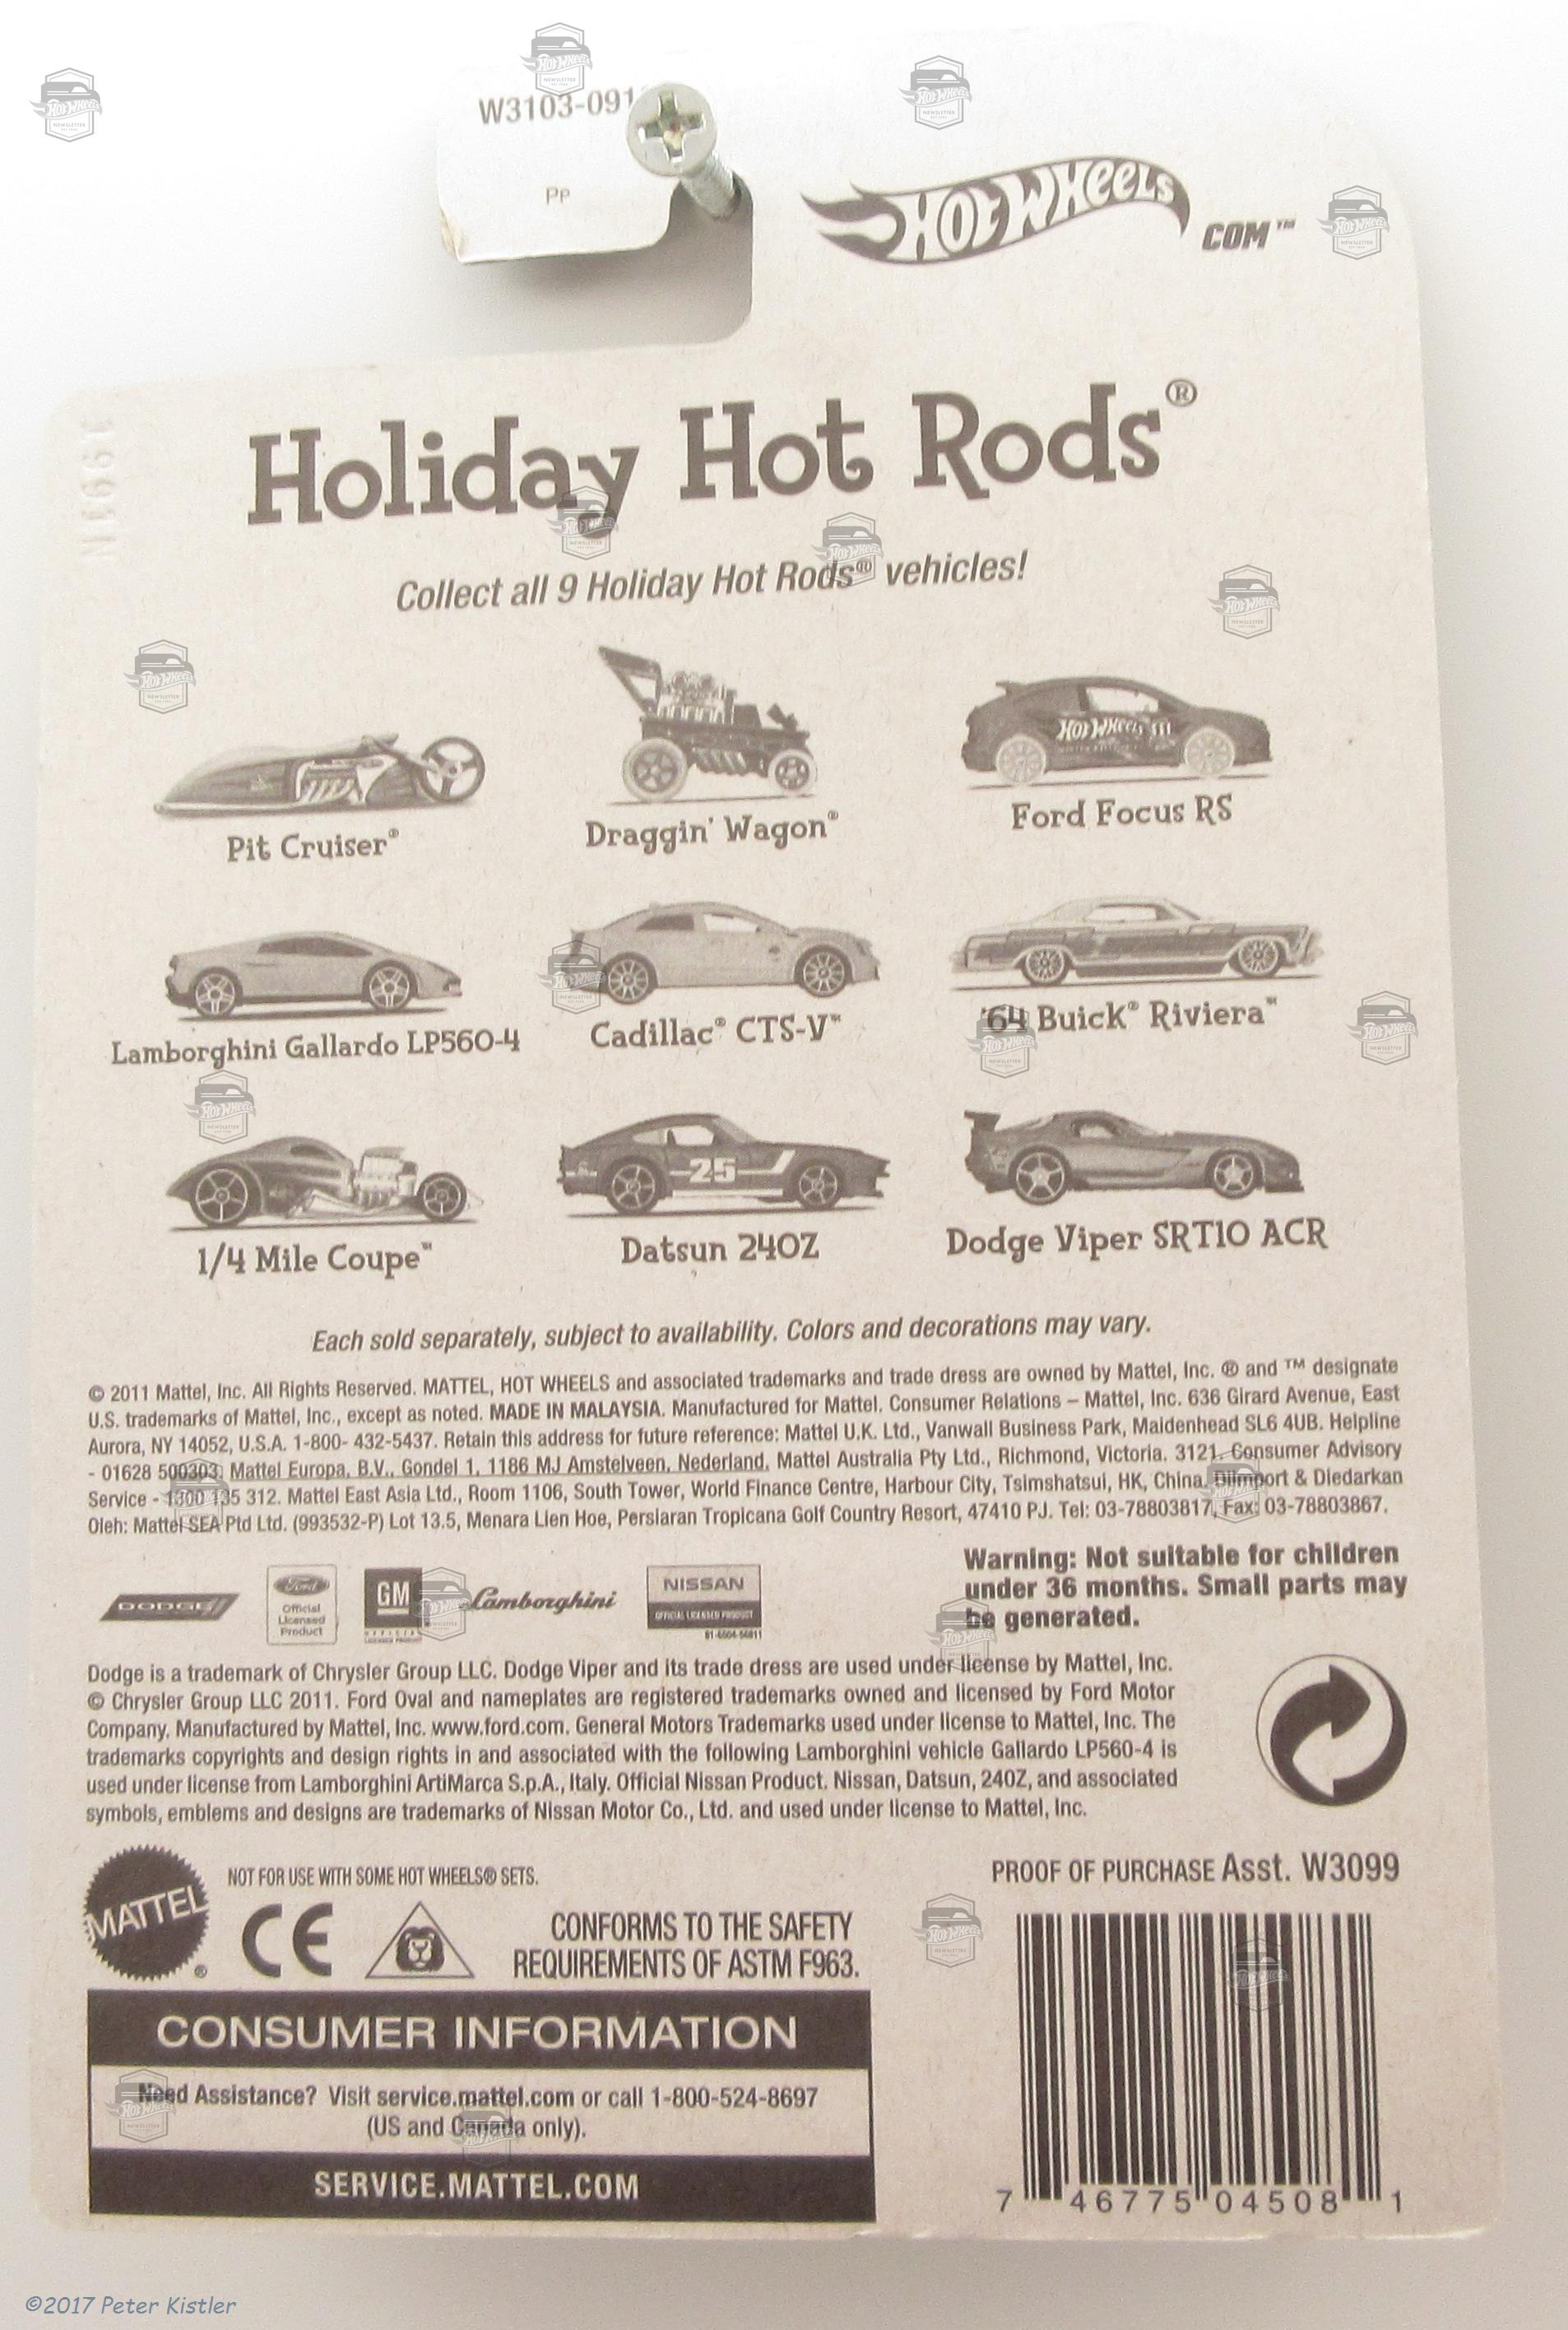 W3103-091
PP
HOT WHEELS
COM™
Holiday Hot Rods®
Collect all 9 Holiday Hot Rods® vehicles!
HOT WHEELS
Pit Cruiser®
Draggin' Wagon®
Ford Focus RS
Lamborghini Gallardo LP560-4
Cadillac® CTS-V™
'64 Buick® Riviera™
25
1/4 Mile Coupe™
Datsun 240Z
Dodge Viper SRT10 ACR
Each sold separately, subject to availability. Colors and decorations may vary.
© 2011 Mattel, Inc. All Rights Reserved. MATTEL, HOT WHEELS and associated trademarks and trade dress are owned by Mattel, Inc. ® and ™ designate
U.S. trademarks of Mattel, Inc., except as noted. MADE IN MALAYSIA. Manufactured for Mattel. Consumer Relations – Mattel, Inc. 636 Girard Avenue, East
Aurora, NY 14052, U.S.A. 1-800- 432-5437. Retain this address for future reference: Mattel U.K. Ltd., Vanwall Business Park, Maidenhead SL6 4UB. Helpline
- 01628 500303. Mattel Europa, B.V., Gondel 1, 1186 MJ Amstelveen, Nederland. Mattel Australia Pty Ltd., Richmond, Victoria. 3121. Consumer Advisory
Service - 1300 135 312. Mattel East Asia Ltd., Room 1106, South Tower, World Finance Centre, Harbour City, Tsimshatsui, HK, China. Diimport & Diedarkan
Oleh: Mattel SEA Ptd Ltd. (993532-P) Lot 13.5, Menara Lien Hoe, Persiaran Tropicana Golf Country Resort, 47410 PJ. Tel: 03-78803817, Fax: 03-78803867.
DODGE
Ford
Official
Licensed
Product
GM
OFFICIAL
LICENSED PRODUCT
Lamborghini
NISSAN
OFFICIAL LICENSED PRODUCT
Warning: Not suitable for children
under 36 months. Small parts may
be generated.
Dodge is a trademark of Chrysler Group LLC. Dodge Viper and its trade dress are used under license by Mattel, Inc.
© Chrysler Group LLC 2011. Ford Oval and nameplates are registered trademarks owned and licensed by Ford Motor
Company. Manufactured by Mattel, Inc. www.ford.com. General Motors Trademarks used under license to Mattel, Inc. The
trademarks copyrights and design rights in and associated with the following Lamborghini vehicle Gallardo LP560-4 is
used under license from Lamborghini ArtiMarca S.p.A., Italy. Official Nissan Product. Nissan, Datsun, 240Z, and associated
symbols, emblems and designs are trademarks of Nissan Motor Co., Ltd. and used under license to Mattel, Inc.
MATTEL®
NOT FOR USE WITH SOME HOT WHEELS® SETS.
CE
CONFORMS TO THE SAFETY
REQUIREMENTS OF ASTM F963.
PROOF OF PURCHASE Asst. W3099
CONSUMER INFORMATION
Need Assistance? Visit service.mattel.com or call 1-800-524-8697
(US and Canada only).
SERVICE.MATTEL.COM
7 46775 04508 1
©2017 Peter Kistler